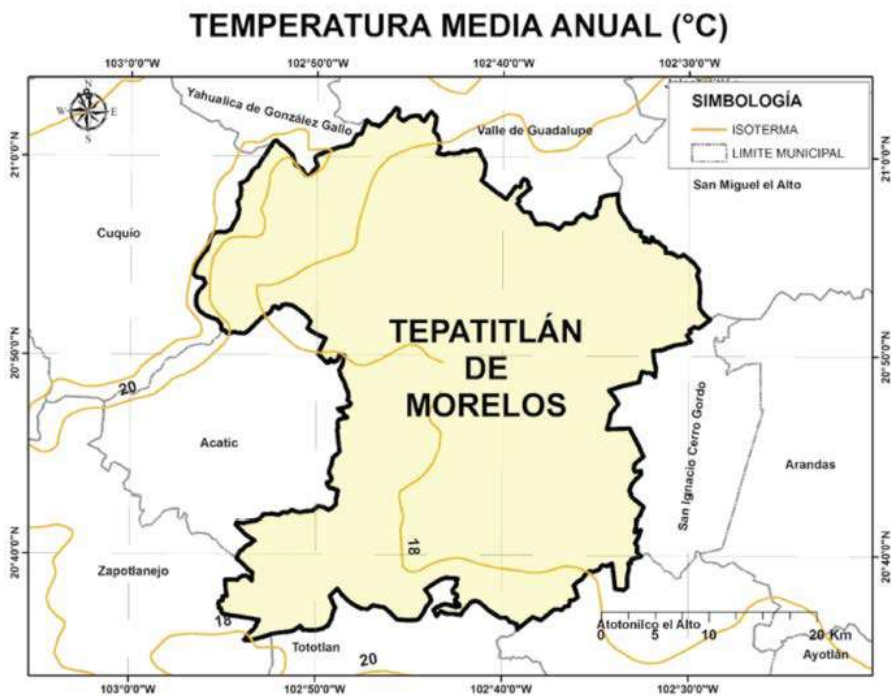 TEMPERATURA MEDIA ANUAL (°C)
103°0'0"W
102°50'0"W
102°40'0"W
102°30'0"W
N
W
E
S
Yahualica de González Gallo
Valle de Guadalupe
SIMBOLOGÍA
ISOTERMA
LIMITE MUNICIPAL
21°0'0"N
21°0'0"N
San Miguel el Alto
Cuquío
TEPATITLÁN
DE
MORELOS
20°50'0"N
20°50'0"N
20
Acatic
San Ignacio Cerro Gordo
Arandas
18
20°40'0"N
20°40'0"N
Zapotlanejo
18
Tototlan
20
Atotonilco el Alto
0 5 10 20 Km
Ayotlán
103°0'0"W
102°50'0"W
102°40'0"W
102°30'0"W